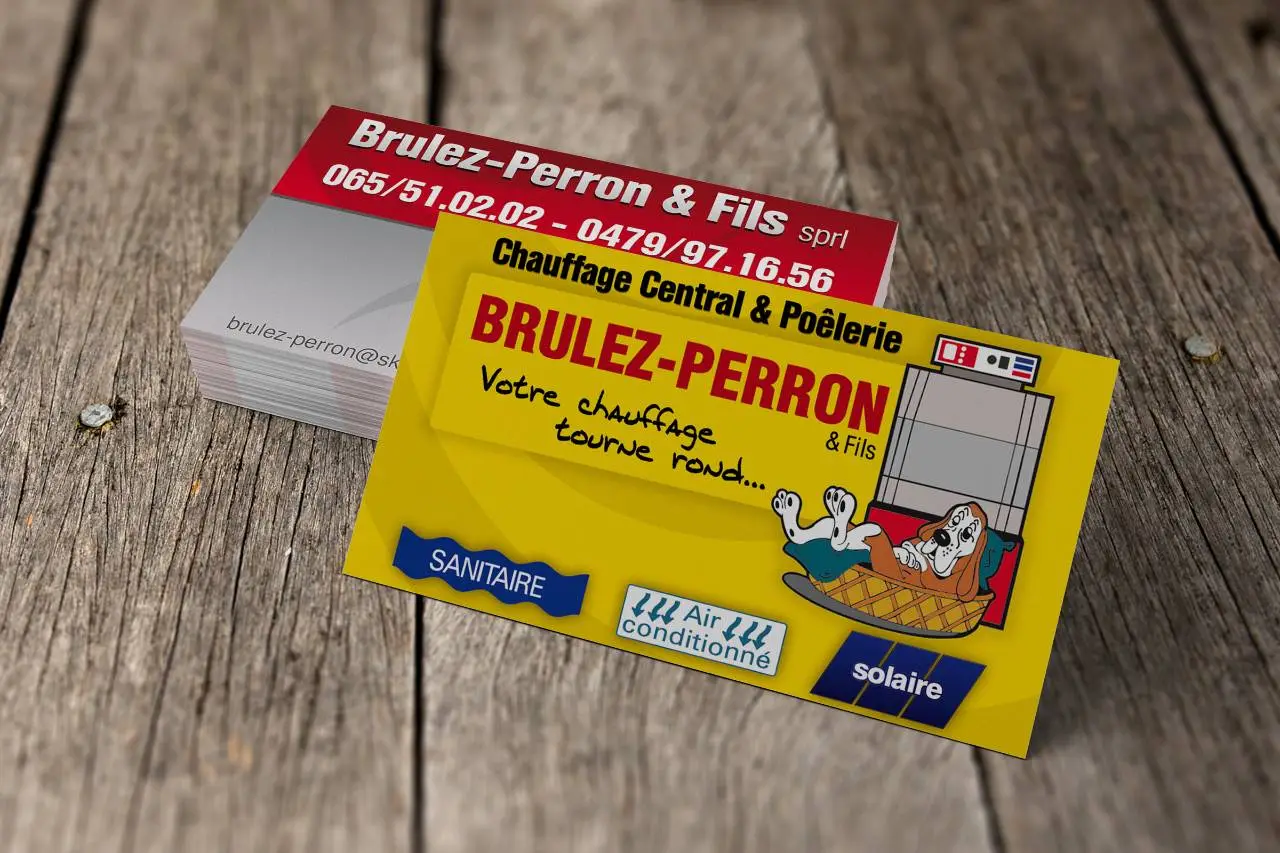 Brulez-Perron & Fils sprl
065/51.02.02 - 0479/97.16.56
brulez-perron@sk
Chauffage Central & Poêlerie
BRULEZ-PERRON
& Fils
Votre chauffage
tourne rond...
SANITAIRE
Air
conditionné
solaire